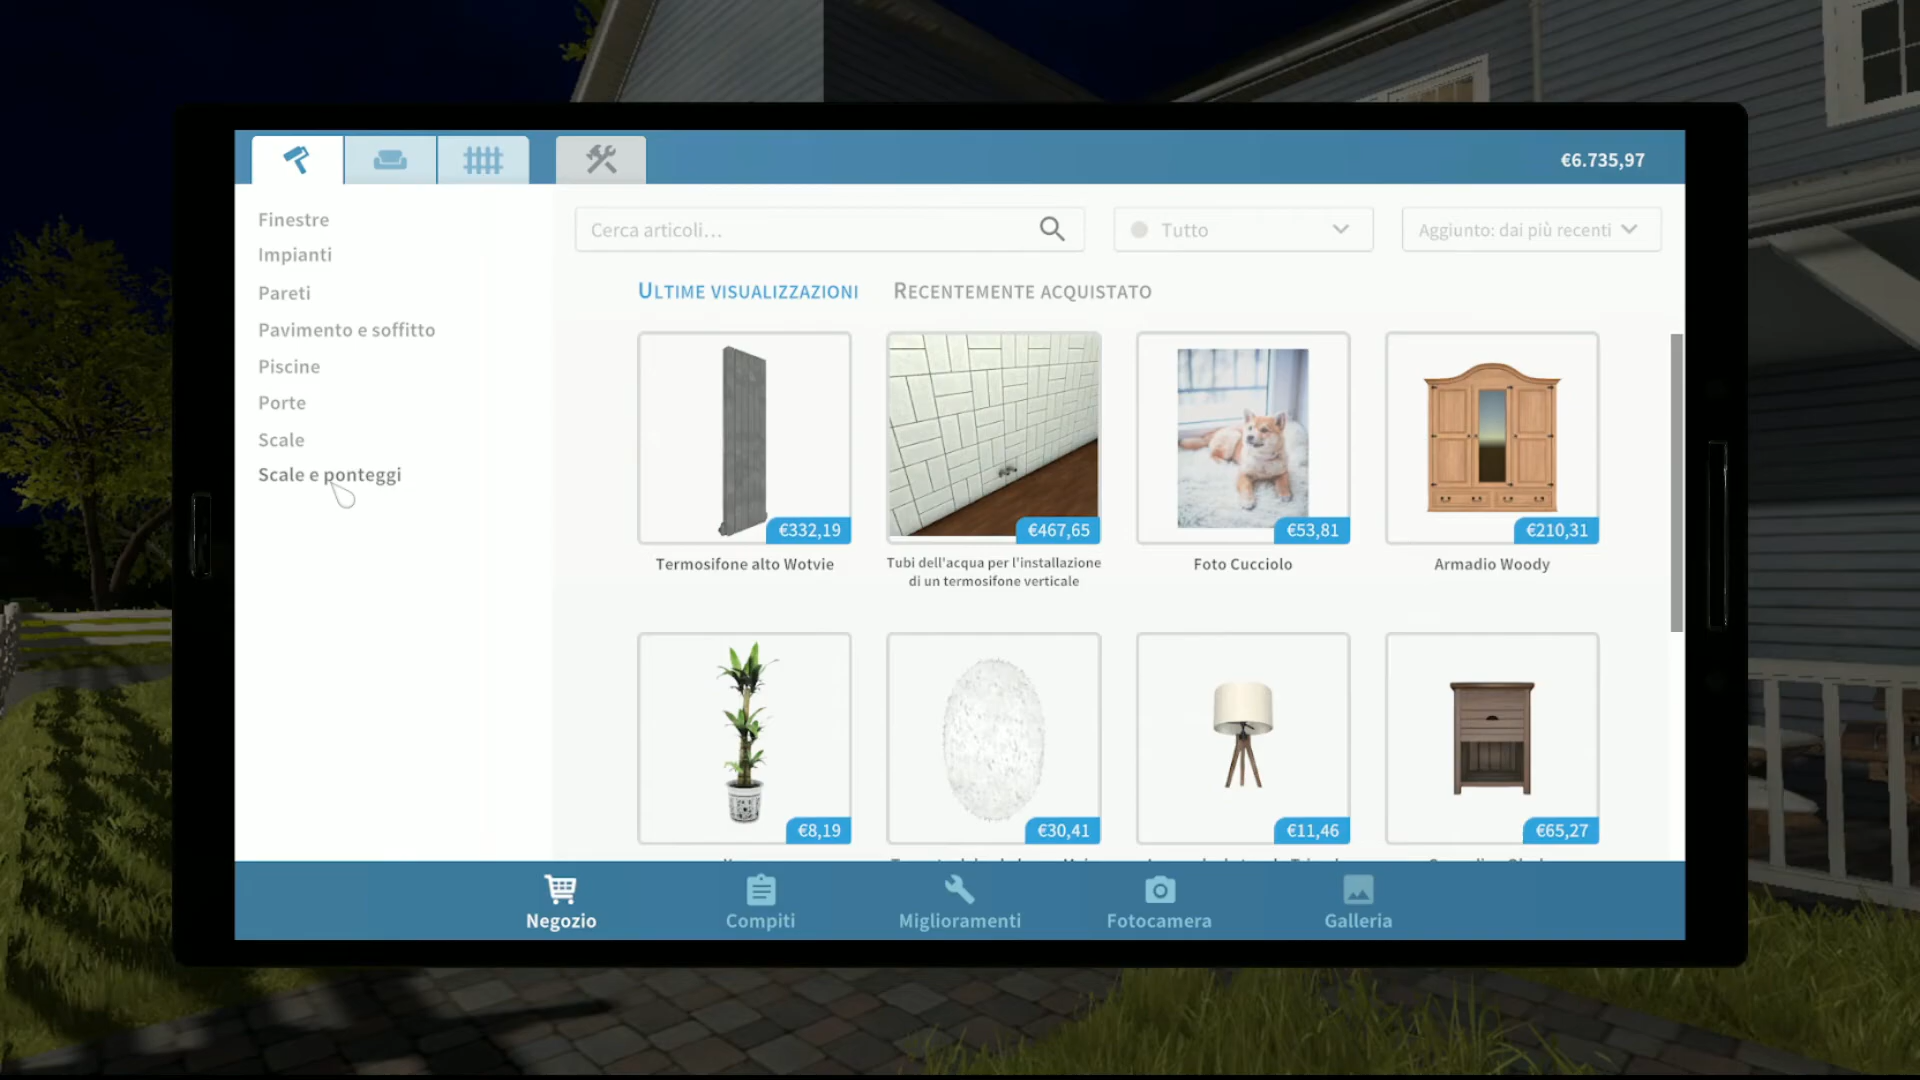 €6.735,97
Finestre
Impianti
Pareti
Pavimento e soffitto
Piscine
Porte
Scale
Scale e ponteggi
Cerca articoli...
Tutto
Aggiunto: dai più recenti
ULTIME VISUALIZZAZIONI
RECENTEMENTE ACQUISTATO
€332,19
€467,65
€53,81
€210,31
Termosifone alto Wotvie
Tubi dell'acqua per l'installazione
di un termosifone verticale
Foto Cucciolo
Armadio Woody
€8,19
€30,41
€11,46
€65,27
Negozio
Compiti
Miglioramenti
Fotocamera
Galleria